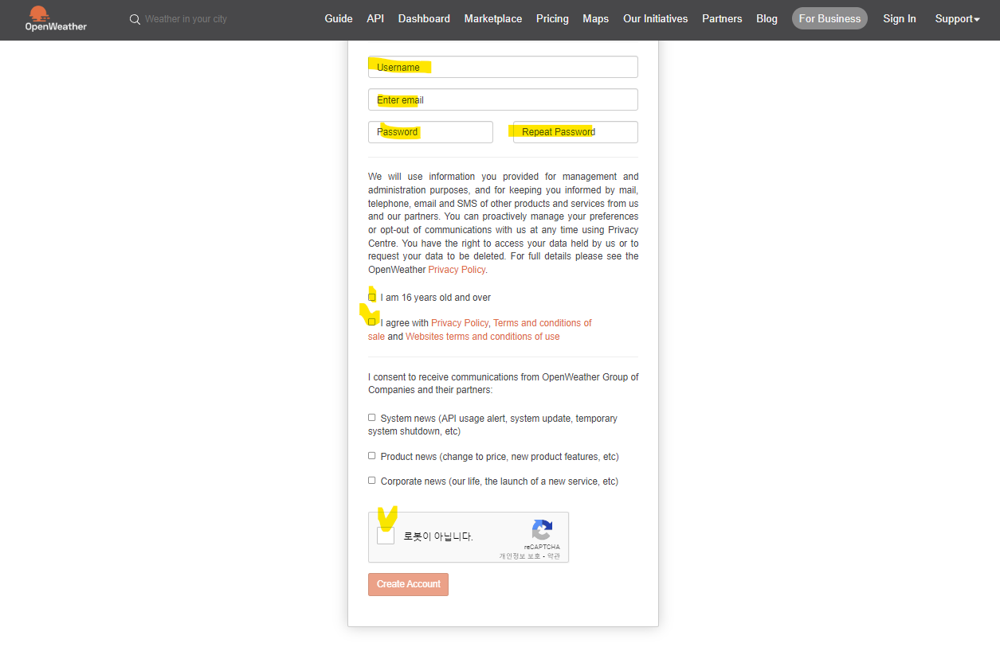 OpenWeather
Weather in your city
Guide API Dashboard Marketplace Pricing Maps Our Initiatives Partners Blog For Business Sign In Support
Username
Enter email
Password Repeat Password
We will use information you provided for management and
administration purposes, and for keeping you informed by mail,
telephone, email and SMS of other products and services from us
and our partners. You can proactively manage your preferences
or opt-out of communications with us at any time using Privacy
Centre. You have the right to access your data held by us or to
request your data to be deleted. For full details please see the
OpenWeather Privacy Policy.
I am 16 years old and over
I agree with Privacy Policy, Terms and conditions of
sale and Websites terms and conditions of use
I consent to receive communications from OpenWeather Group of
Companies and their partners:
System news (API usage alert, system update, temporary
system shutdown, etc)
Product news (change to price, new product features, etc)
Corporate news (our life, the launch of a new service, etc)
로봇이 아닙니다.
reCAPTCHA
개인정보 보호 - 약관
Create Account